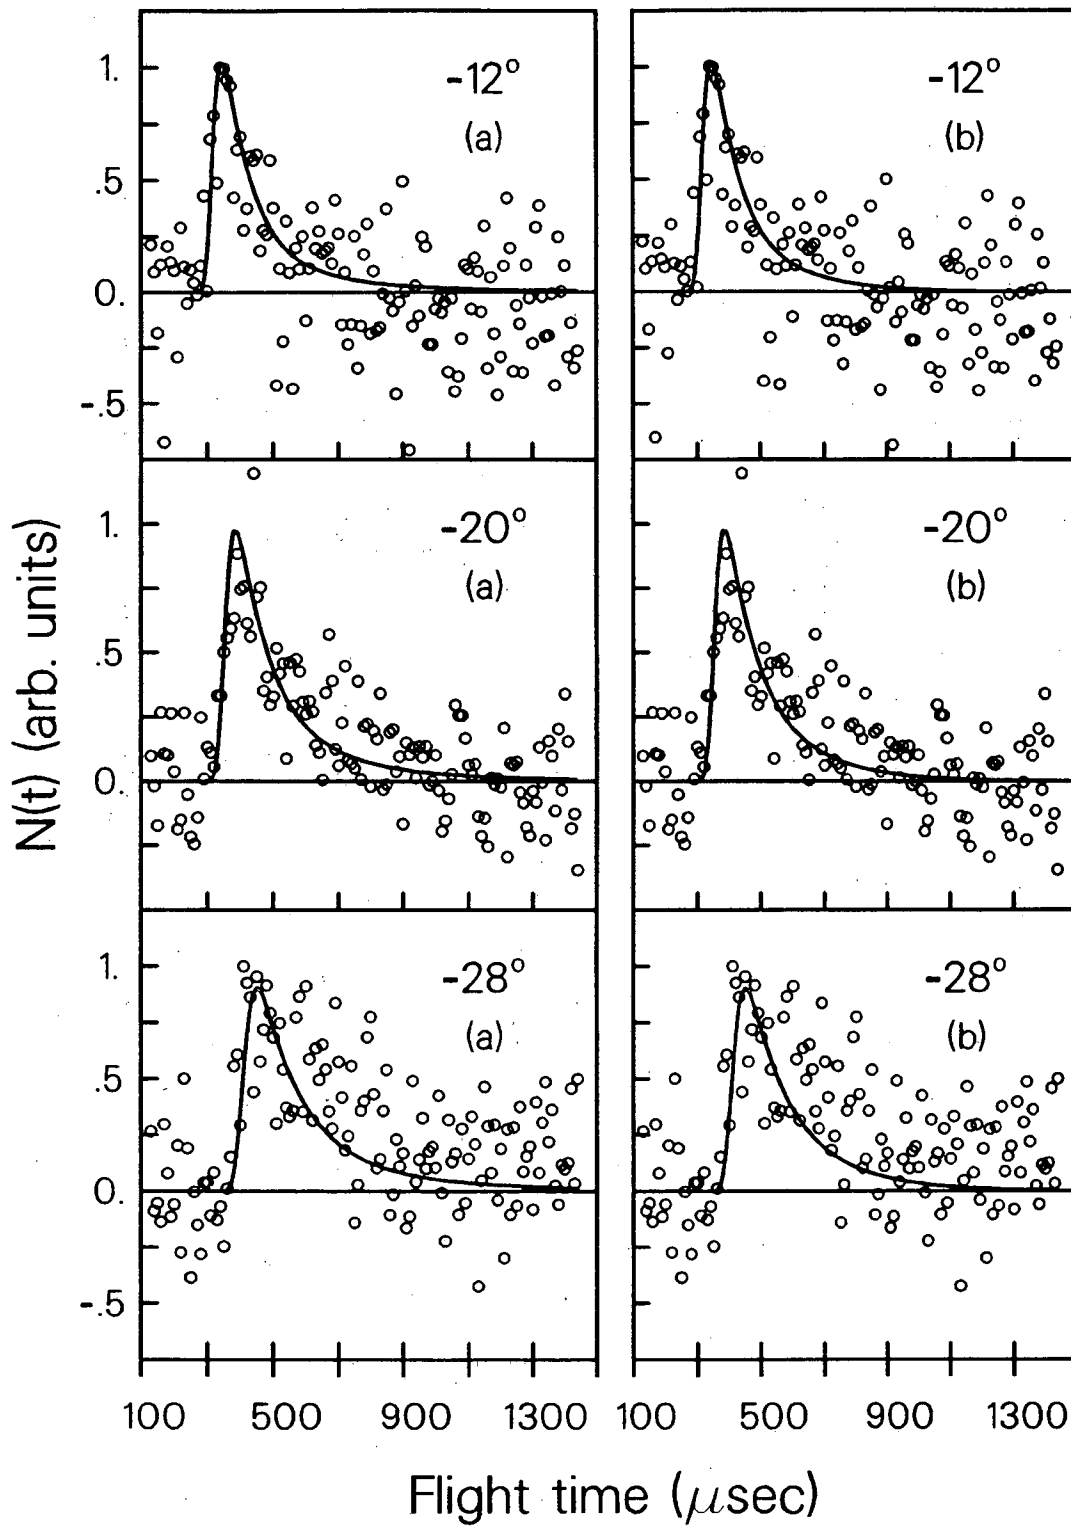 -12° -12°
1. (a) (b)
.5
0.
-.5
-20° -20°
1. (a) (b)
.5
0.
N(t) (arb. units)
-28° -28°
1. (a) (b)
.5
0.
-.5
100 500 900 1300 100 500 900 1300
Flight time (μsec)